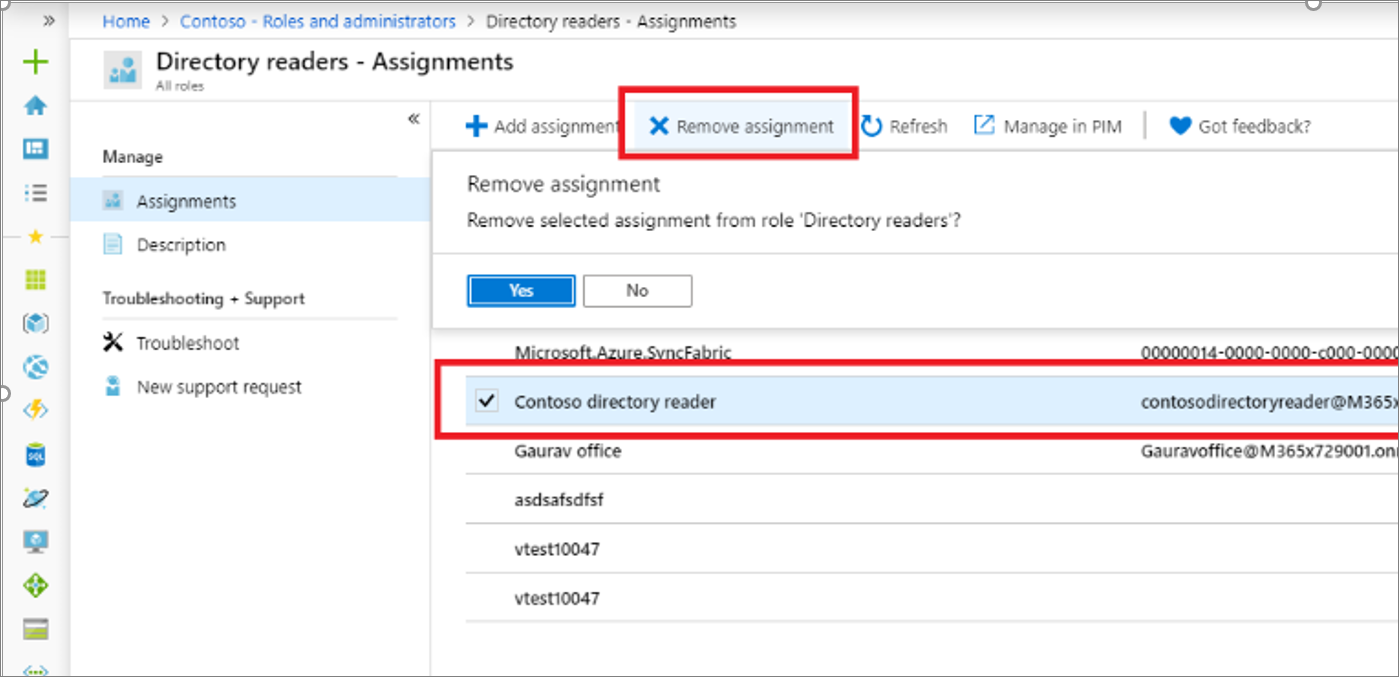 Home > Contoso - Roles and administrators > Directory readers - Assignments
Directory readers - Assignments
All roles
Manage
Assignments
Description
Troubleshooting + Support
Troubleshoot
New support request
Add assignment
Remove assignment
Refresh
Manage in PIM
Got feedback?
Remove assignment
Remove selected assignment from role 'Directory readers'?
Yes
No
Microsoft.Azure.SyncFabric 00000014-0000-0000-c000-0000
Contoso directory reader contosodirectoryreader@M365x
Gaurav office Gauravoffice@M365x729001.on
asdsafsdfsf
vtest10047
vtest10047
SQL